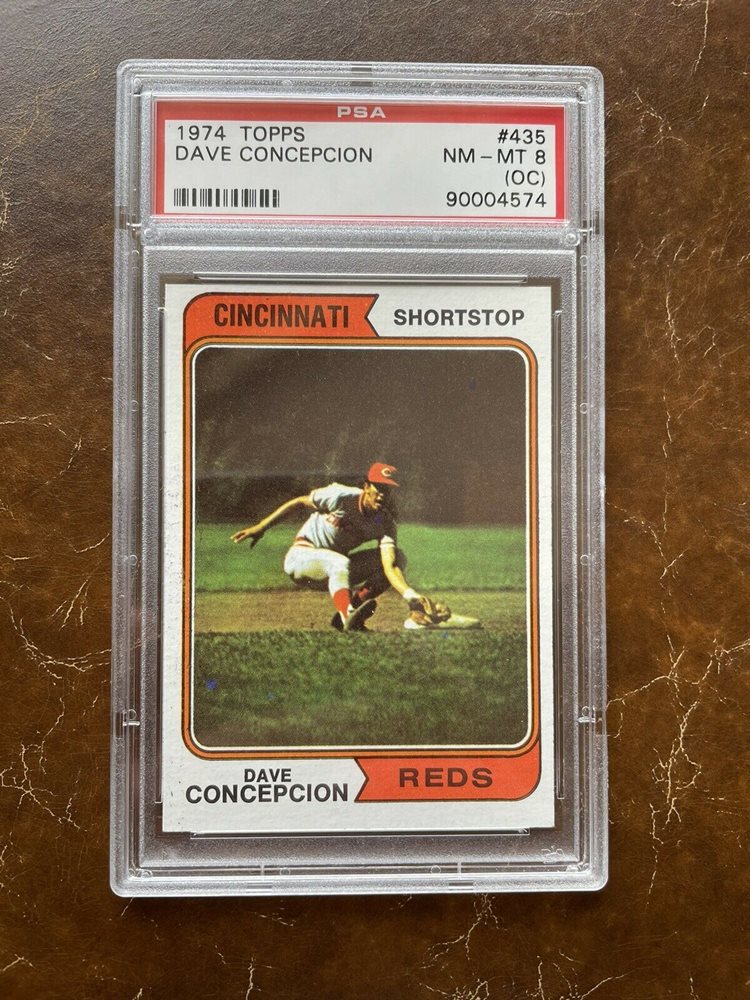 PSA
1974 TOPPS #435
DAVE CONCEPCION NM-MT 8
(OC)
90004574
CINCINNATI SHORTSTOP
C
DAVE
CONCEPCION REDS